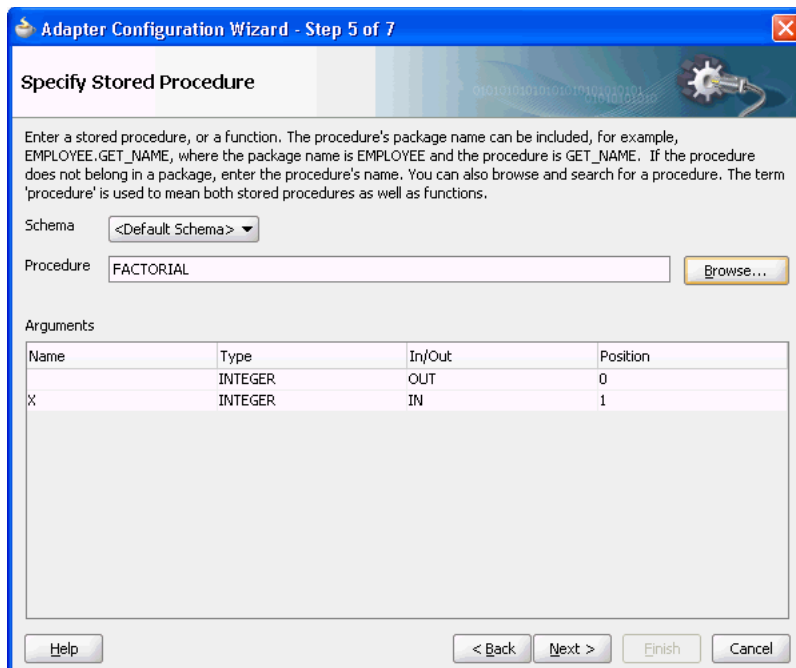 Adapter Configuration Wizard - Step 5 of 7
Specify Stored Procedure
Enter a stored procedure, or a function. The procedure's package name can be included, for example,
EMPLOYEE.GET_NAME, where the package name is EMPLOYEE and the procedure is GET_NAME. If the procedure
does not belong in a package, enter the procedure's name. You can also browse and search for a procedure. The term
'procedure' is used to mean both stored procedures as well as functions.
Schema <Default Schema>
Procedure FACTORIAL Browse...
Arguments
Name Type In/Out Position
INTEGER OUT 0
X INTEGER IN 1
Help < Back Next > Finish Cancel